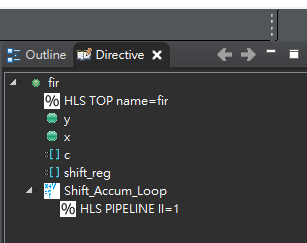 Outline Directive
fir
% HLS TOP name=fir
y
x
[] c
[] shift_reg
Shift_Accum_Loop
% HLS PIPELINE II=1